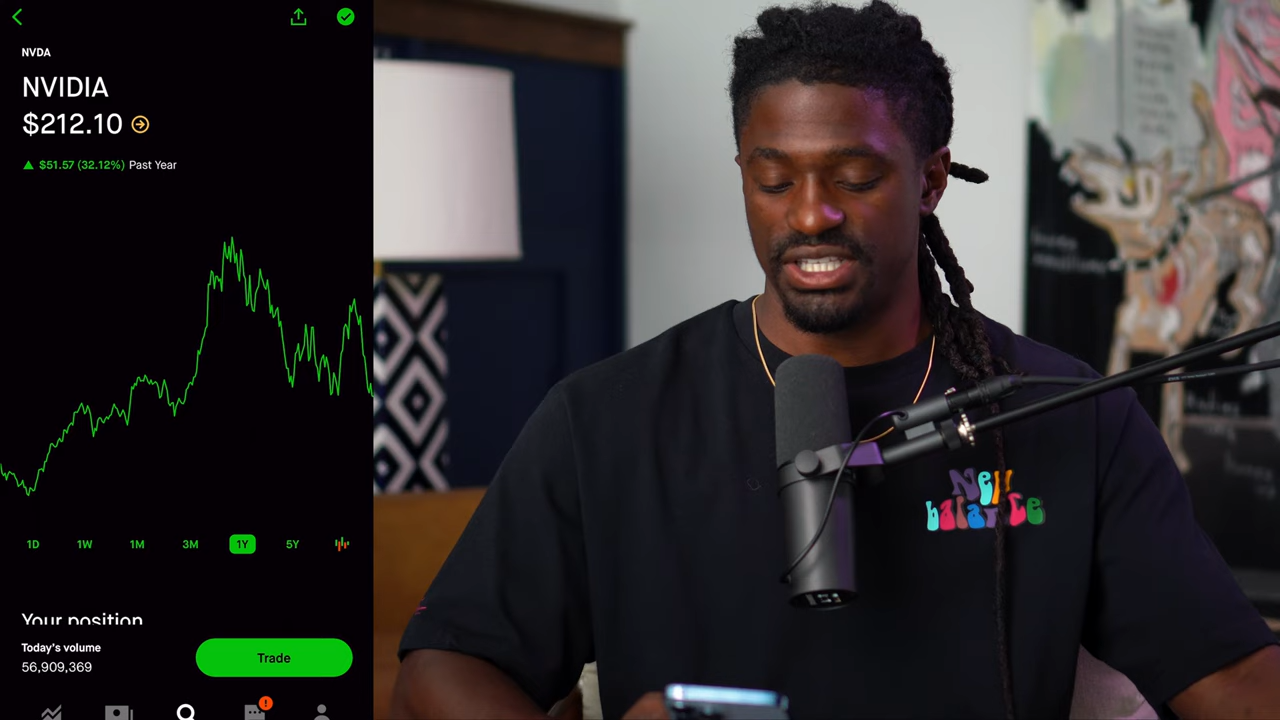 NVDA
NVIDIA
$212.10
$51.57 (32.12%) Past Year
1D 1W 1M 3M 1Y 5Y
Your position
Today's volume
56,909,369
Trade
!
New
balance